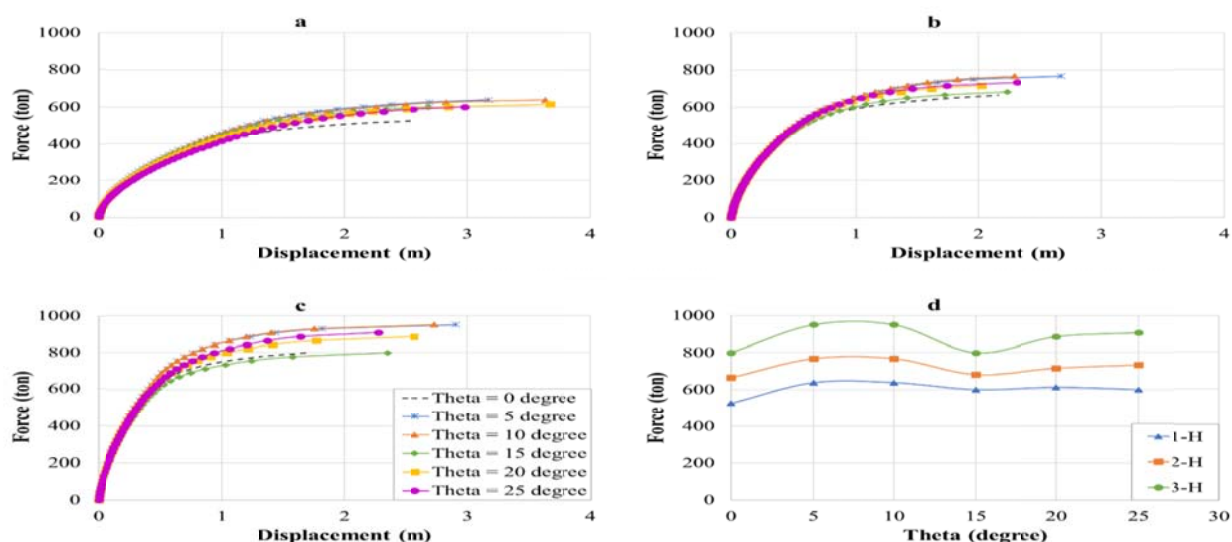 a
1000
800
600
400
200
0
Force (ton)
0 1 2 3 4
Displacement (m)
b
1000
800
600
400
200
0
Force (ton)
0 1 2 3 4
Displacement (m)
c
1000
800
600
400
200
0
Force (ton)
0 1 2 3 4
Displacement (m)
Theta = 0 degree
Theta = 5 degree
Theta = 10 degree
Theta = 15 degree
Theta = 20 degree
Theta = 25 degree
d
1000
800
600
400
200
0
Force (ton)
0 5 10 15 20 25 30
Theta (degree)
1-H
2-H
3-H